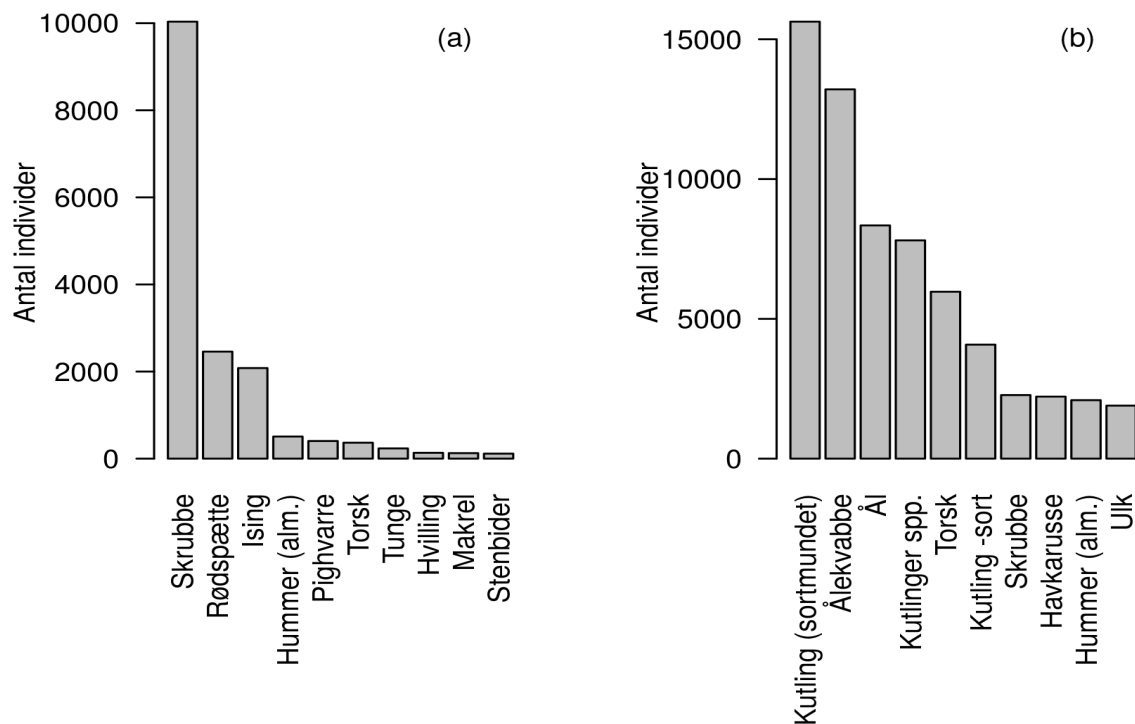 (a)
Antal individer
10000
8000
6000
4000
2000
0
Skrubbe
Rødspætte
Ising
Hummer (alm.)
Pighvarre
Torsk
Tunge
Hvilling
Makrel
Stenbider
(b)
Antal individer
15000
10000
5000
0
Kutling (sortmundet)
Ålekvabbe
Ål
Kutlinger spp.
Torsk
Kutling -sort
Skrubbe
Havkarusse
Hummer (alm.)
Ulk